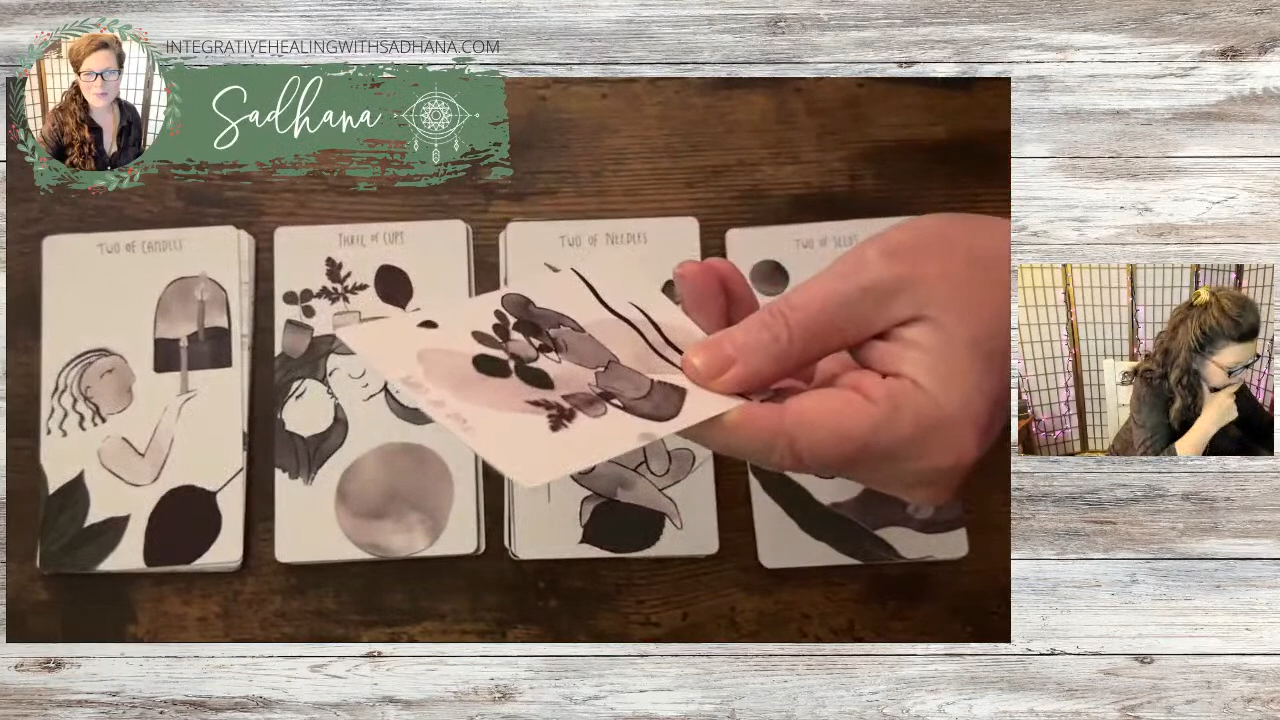 INTEGRATIVEHEALINGWITHSADHANA.COM
Sadhana
TWO OF CANDLES
THREE OF CUPS
TWO OF NEEDLES
TWO OF SEEDS